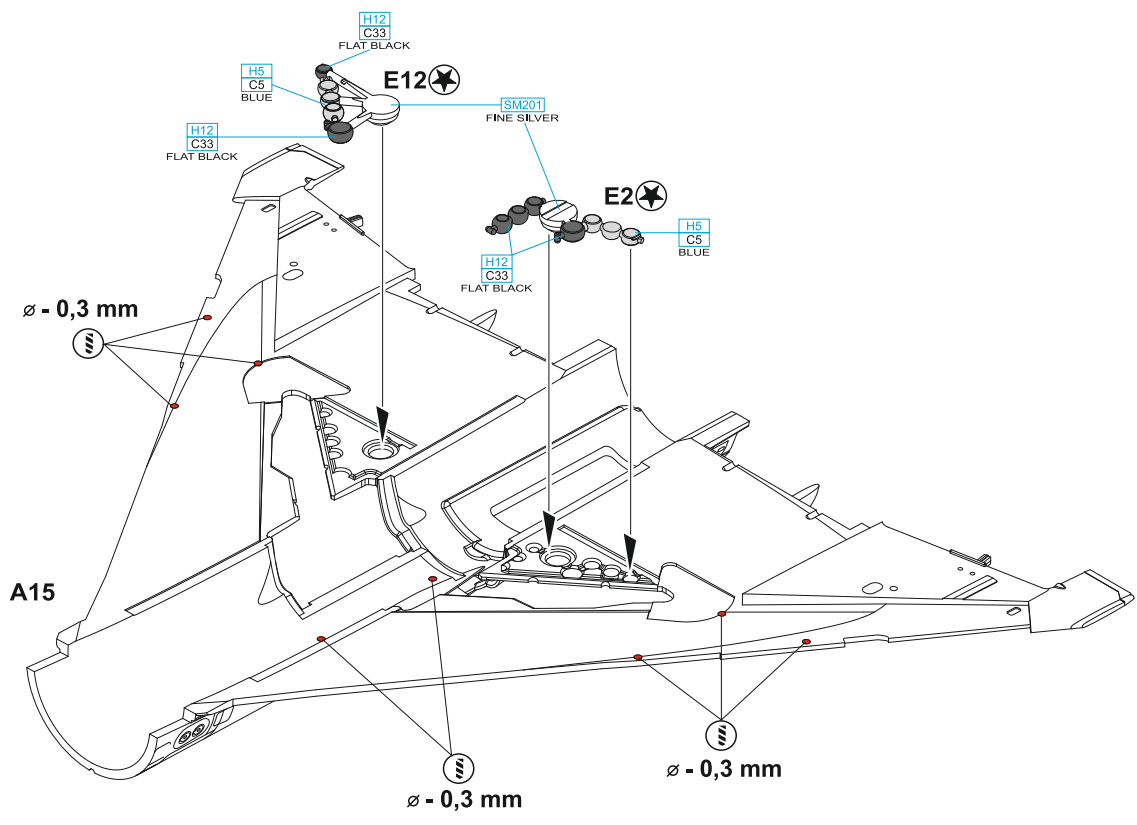 H12
C33
FLAT BLACK
H5
C5
BLUE
E12
SM201
FINE SILVER
H12
C33
FLAT BLACK
E2
H5
C5
BLUE
H12
C33
FLAT BLACK
⌀ - 0,3 mm
A15
⌀ - 0,3 mm
⌀ - 0,3 mm